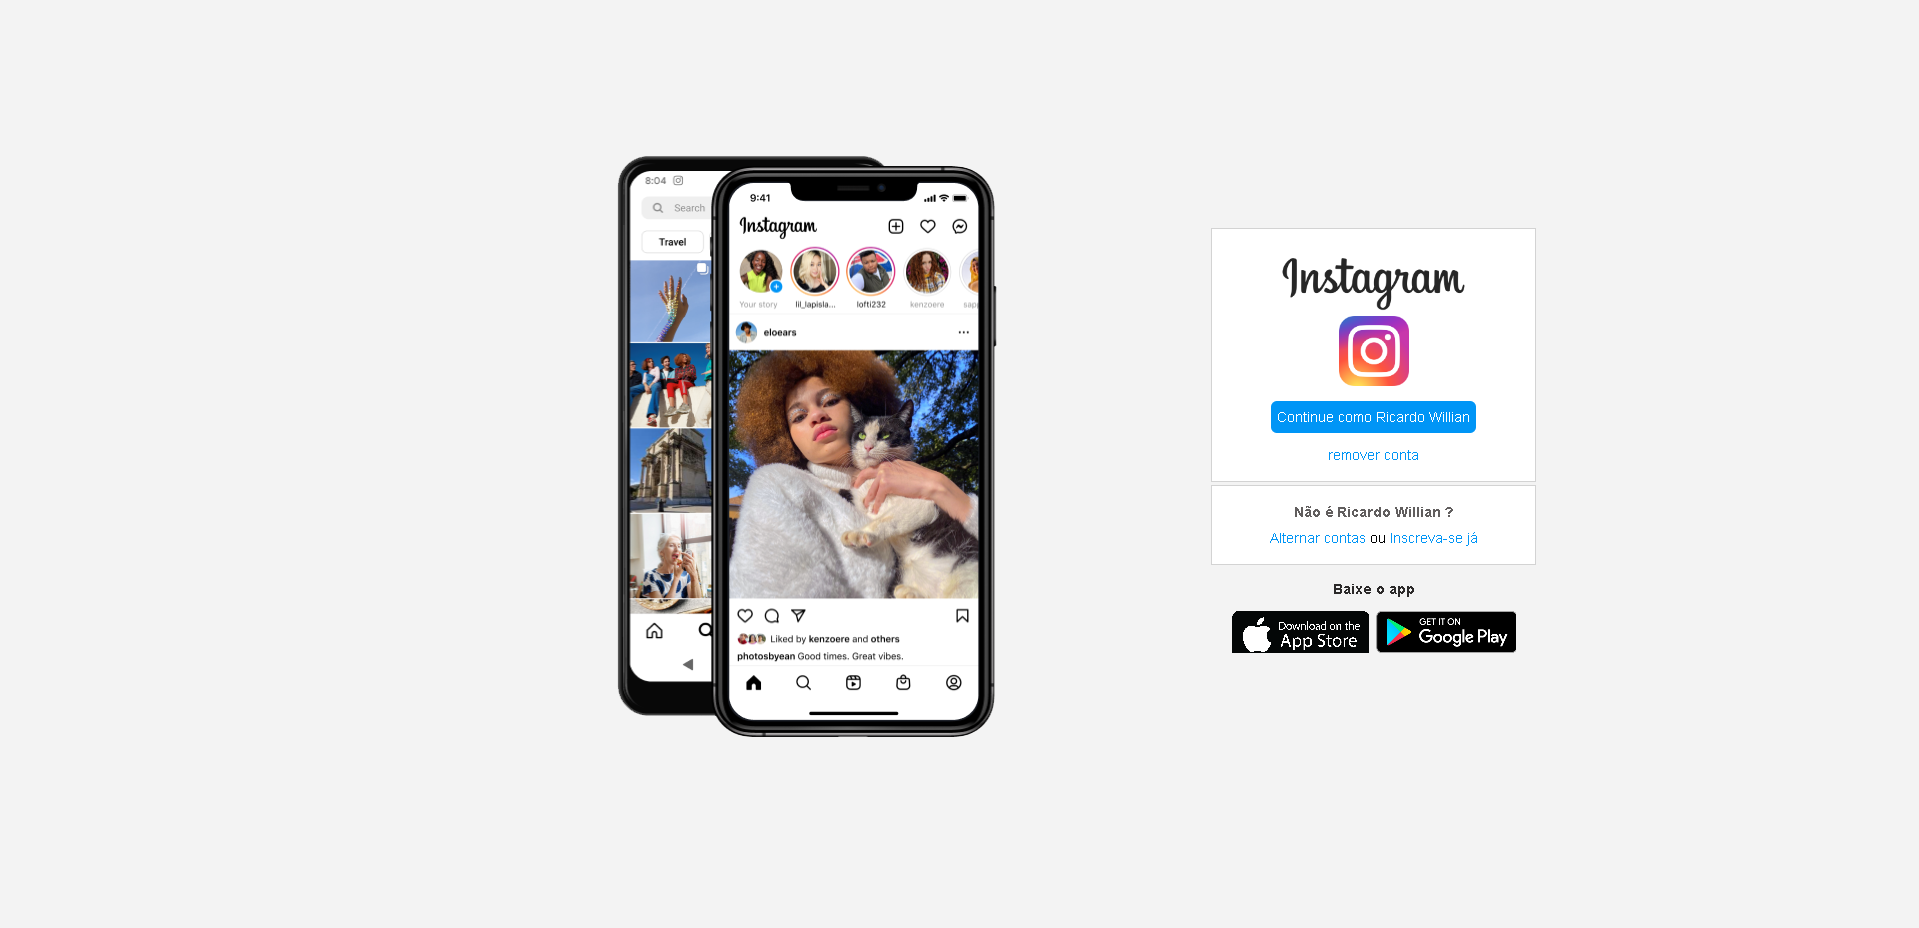 8:04
Search
Travel
9:41
Instagram
Your story
lil_lapisla...
lofti232
kenzoere
sap
eloears
Liked by kenzoere and others
photosbyean Good times. Great vibes.
Instagram
Continue como Ricardo Willian
remover conta
Não é Ricardo Willian ?
Alternar contas ou Inscreva-se já
Baixe o app
Download on the
App Store
GET IT ON
Google Play